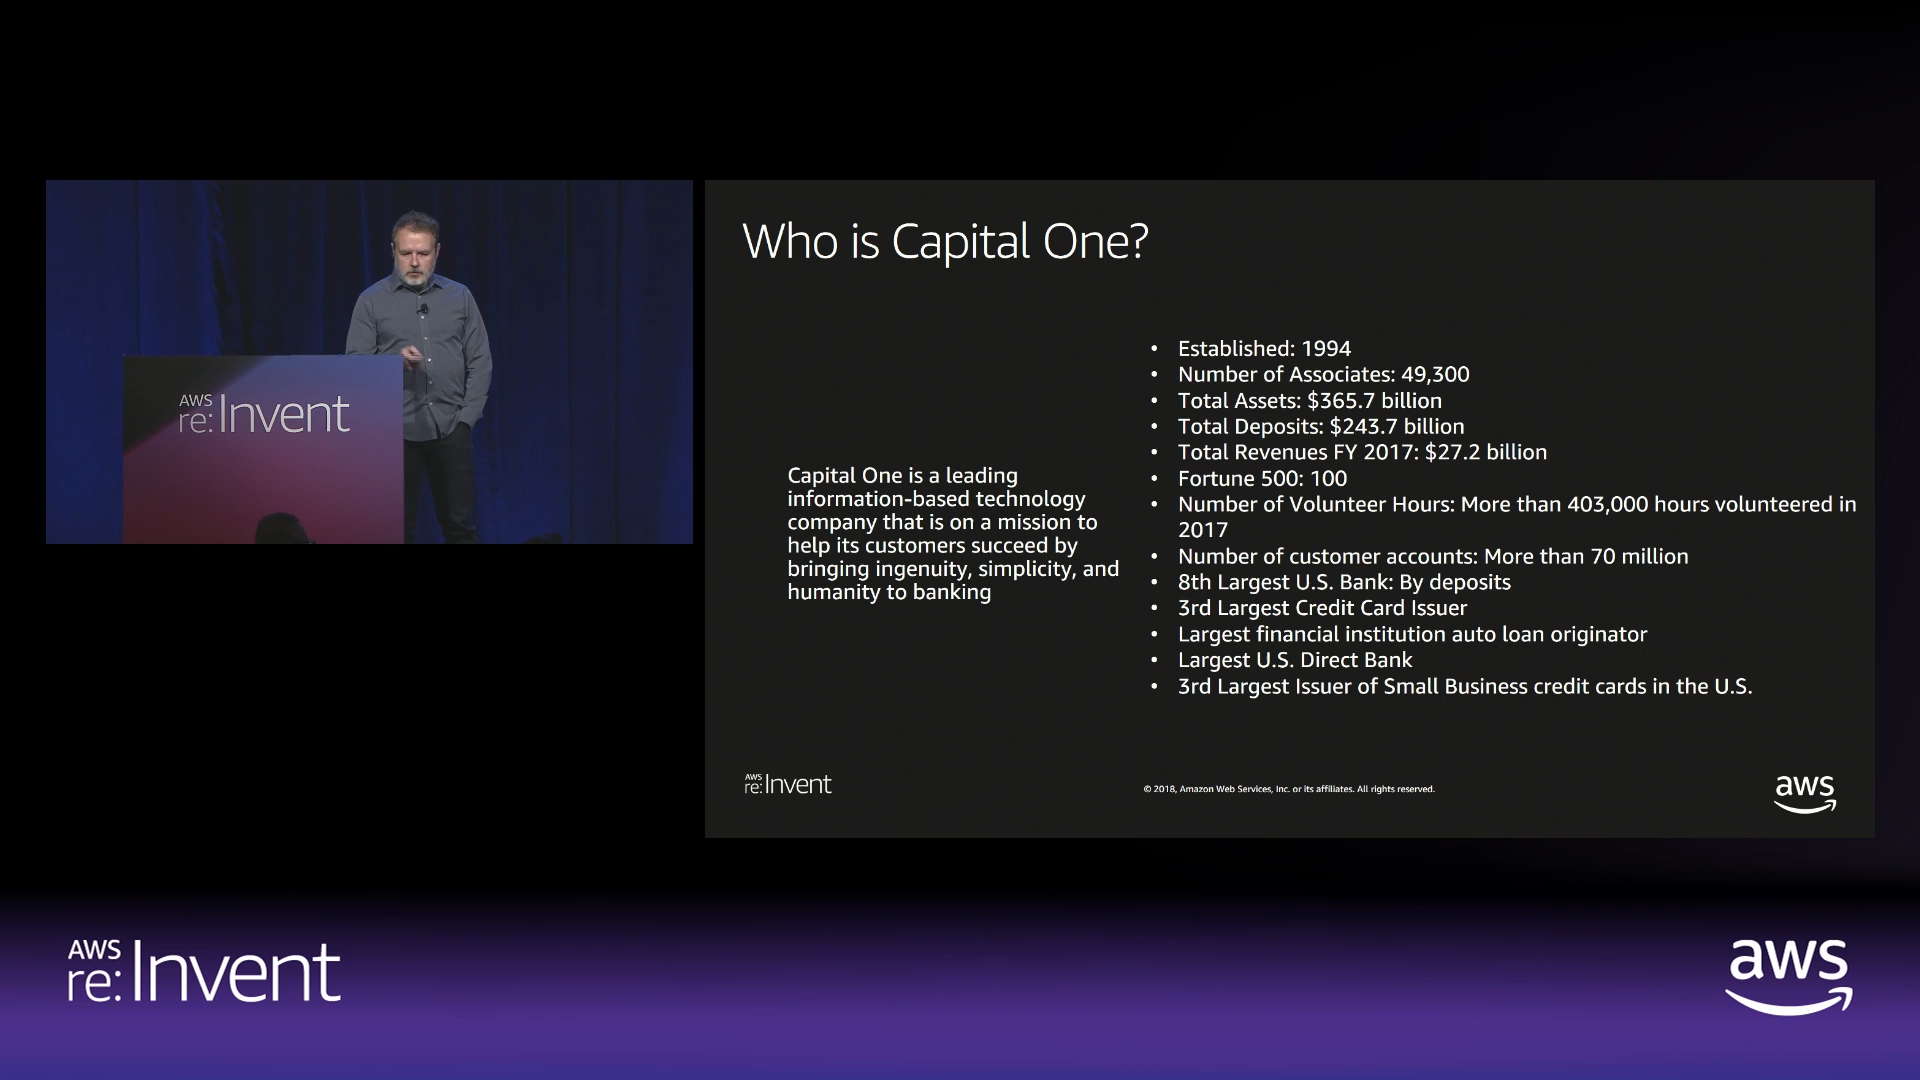 AWS
re:Invent
Who is Capital One?
Capital One is a leading
information-based technology
company that is on a mission to
help its customers succeed by
bringing ingenuity, simplicity, and
humanity to banking
• Established: 1994
• Number of Associates: 49,300
• Total Assets: $365.7 billion
• Total Deposits: $243.7 billion
• Total Revenues FY 2017: $27.2 billion
• Fortune 500: 100
• Number of Volunteer Hours: More than 403,000 hours volunteered in
2017
• Number of customer accounts: More than 70 million
• 8th Largest U.S. Bank: By deposits
• 3rd Largest Credit Card Issuer
• Largest financial institution auto loan originator
• Largest U.S. Direct Bank
• 3rd Largest Issuer of Small Business credit cards in the U.S.
AWS
re:Invent
© 2018, Amazon Web Services, Inc. or its affiliates. All rights reserved.
aws
AWS
re:Invent
aws